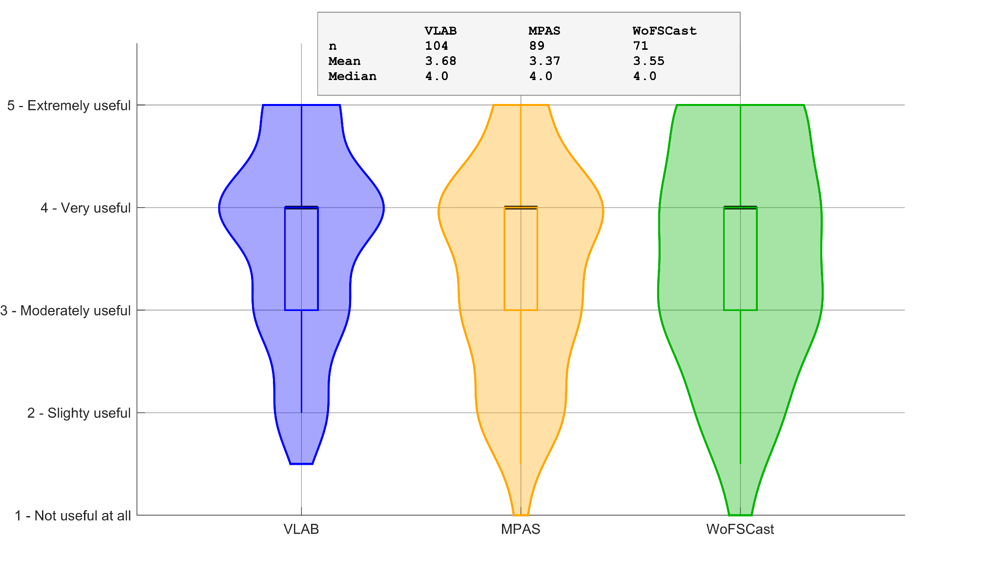 VLAB MPAS WoFSCast
n 104 89 71
Mean 3.68 3.37 3.55
Median 4.0 4.0 4.0
5 - Extremely useful
4 - Very useful
3 - Moderately useful
2 - Slighty useful
1 - Not useful at all
VLAB MPAS WoFSCast